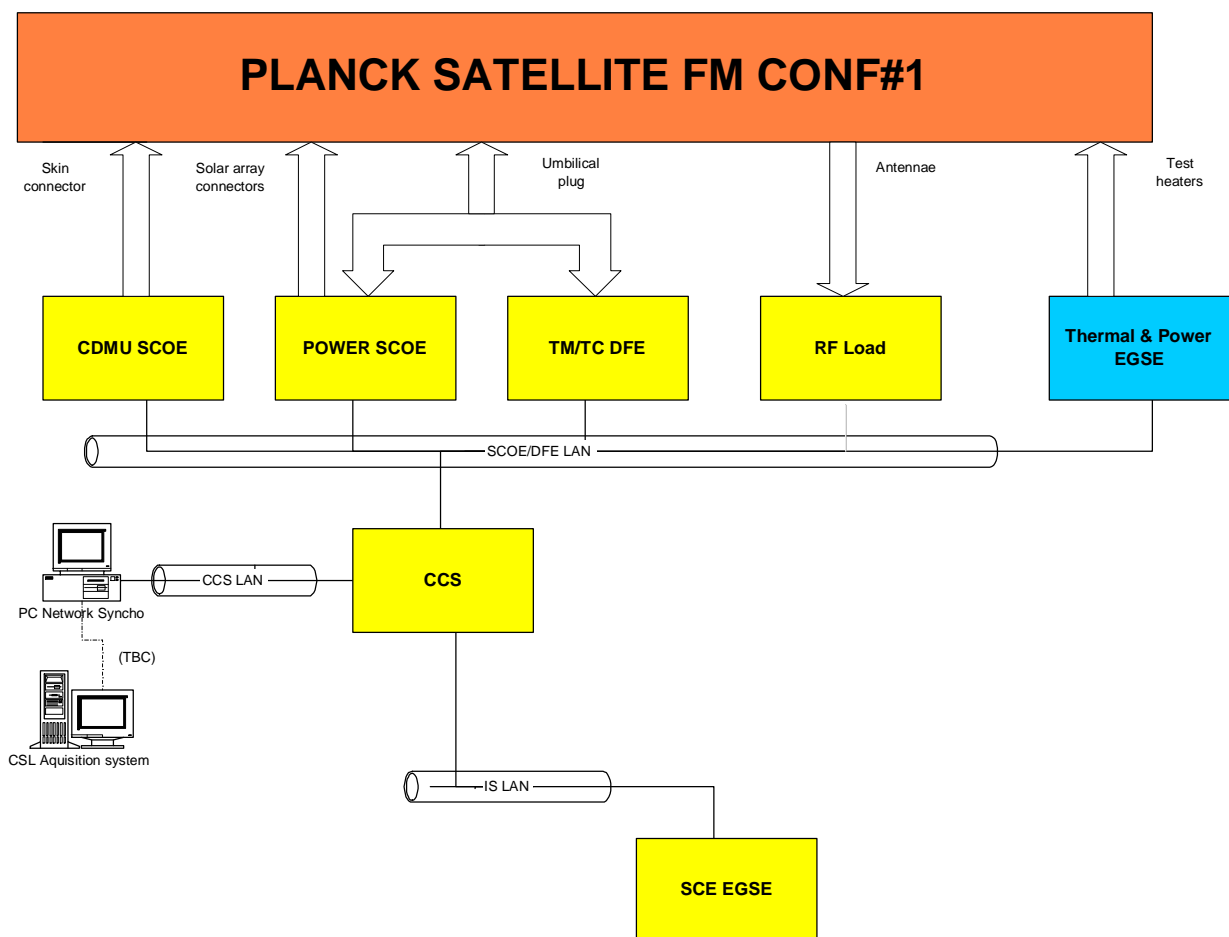 PLANCK SATELLITE FM CONF#1
Skin
connector
Solar array
connectors
Umbilical
plug
Antennae
Test
heaters
CDMU SCOE
POWER SCOE
TM/TC DFE
RF Load
Thermal & Power
EGSE
SCOE/DFE LAN
CCS LAN
CCS
PC Network Syncho
(TBC)
CSL Aquisition system
IS LAN
SCE EGSE